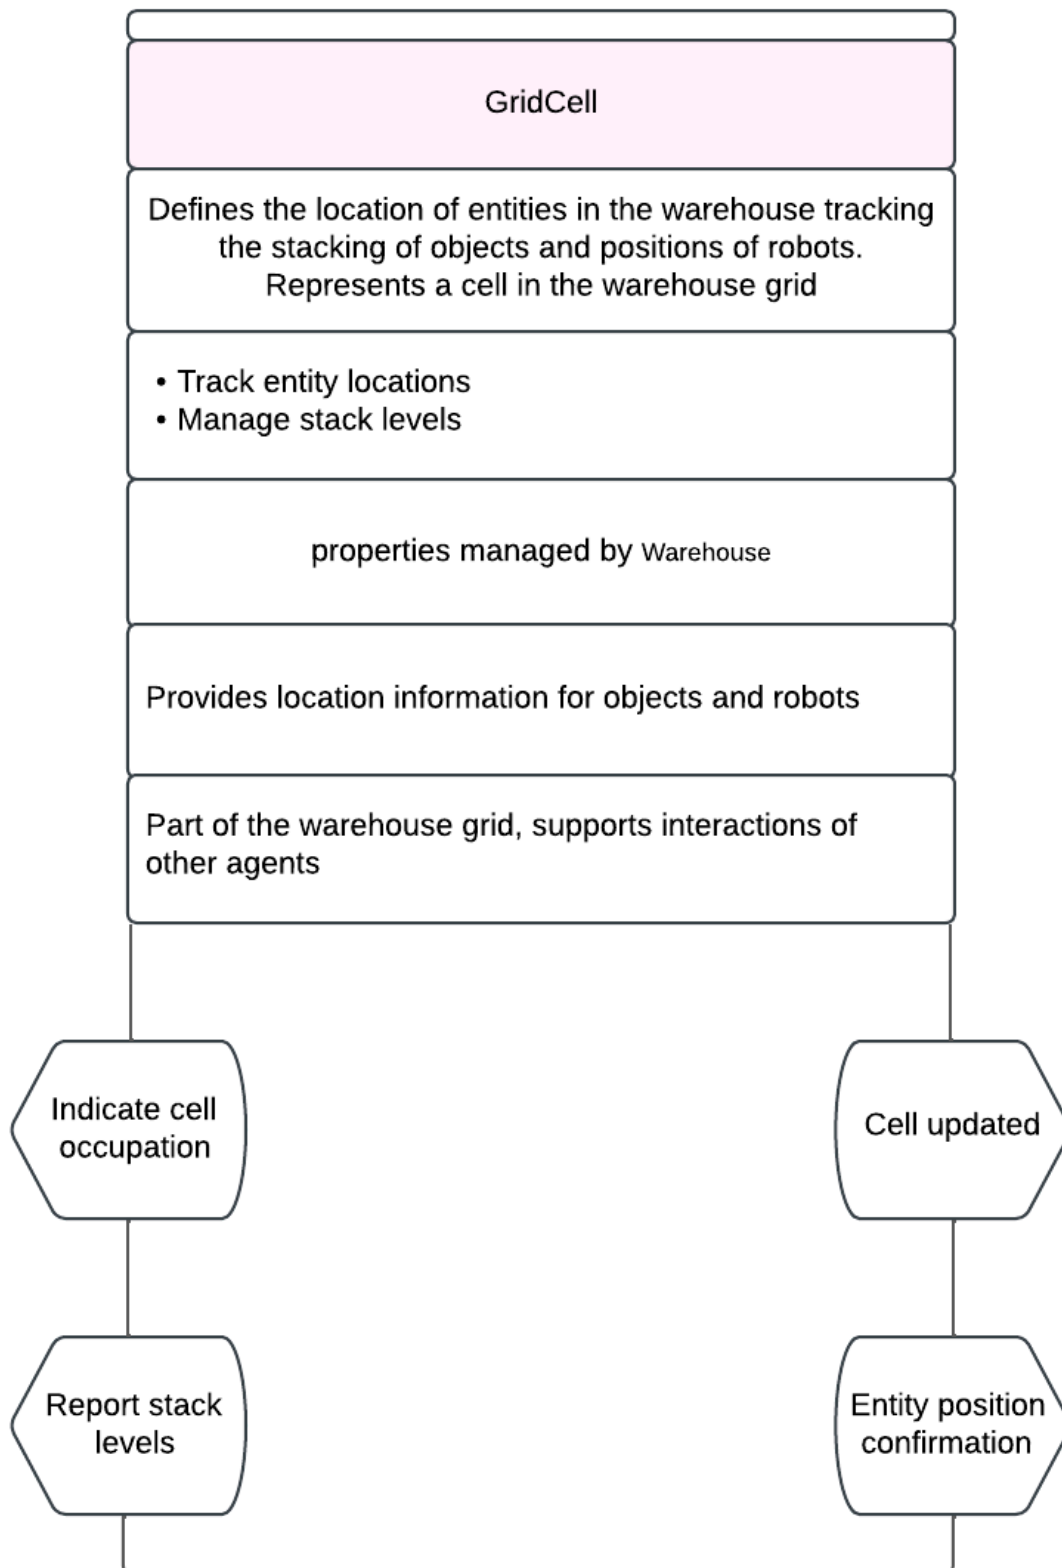 GridCell
Defines the location of entities in the warehouse tracking
the stacking of objects and positions of robots.
Represents a cell in the warehouse grid
• Track entity locations
• Manage stack levels
properties managed by Warehouse
Provides location information for objects and robots
Part of the warehouse grid, supports interactions of
other agents
Indicate cell
occupation
Cell updated
Report stack
levels
Entity position
confirmation